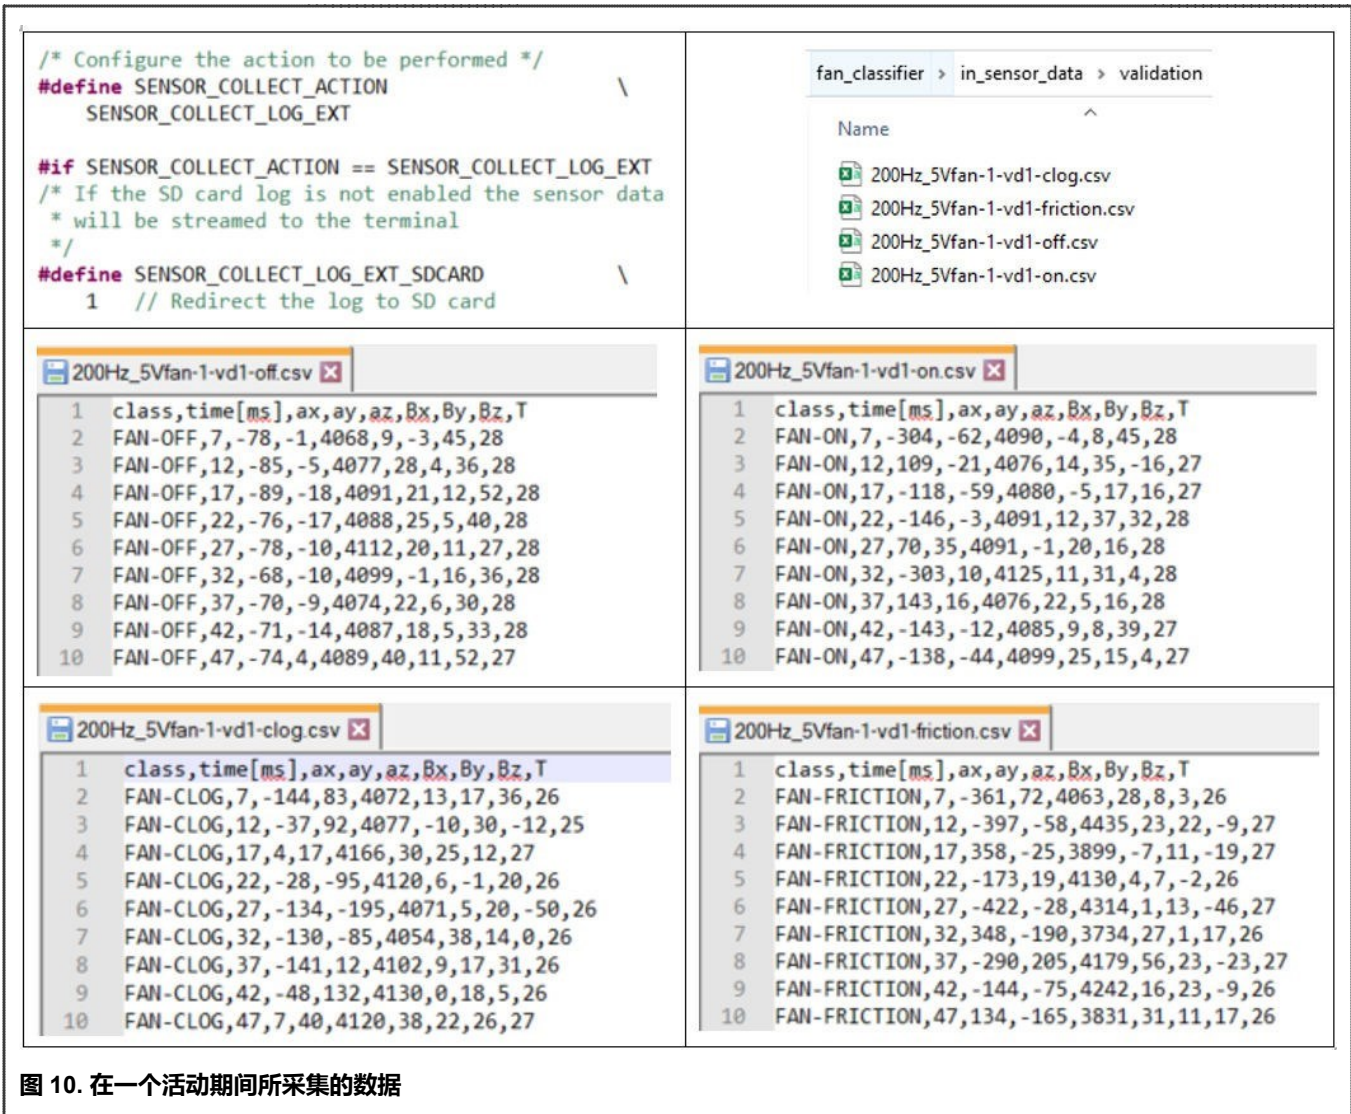 /* Configure the action to be performed */
#define SENSOR_COLLECT_ACTION \
SENSOR_COLLECT_LOG_EXT
#if SENSOR_COLLECT_ACTION == SENSOR_COLLECT_LOG_EXT
/* If the SD card log is not enabled the sensor data
* will be streamed to the terminal
*/
#define SENSOR_COLLECT_LOG_EXT_SDCARD \
1 // Redirect the log to SD card
fan_classifier > in_sensor_data > validation
Name
200Hz_5Vfan-1-vd1-clog.csv
200Hz_5Vfan-1-vd1-friction.csv
200Hz_5Vfan-1-vd1-off.csv
200Hz_5Vfan-1-vd1-on.csv
200Hz_5Vfan-1-vd1-off.csv
1 class,time[ms],ax,ay,az,Bx,By,Bz,T
2 FAN-OFF,7,-78,-1,4068,9,-3,45,28
3 FAN-OFF,12,-85,-5,4077,28,4,36,28
4 FAN-OFF,17,-89,-18,4091,21,12,52,28
5 FAN-OFF,22,-76,-17,4088,25,5,40,28
6 FAN-OFF,27,-78,-10,4112,20,11,27,28
7 FAN-OFF,32,-68,-10,4099,-1,16,36,28
8 FAN-OFF,37,-70,-9,4074,22,6,30,28
9 FAN-OFF,42,-71,-14,4087,18,5,33,28
10 FAN-OFF,47,-74,4,4089,40,11,52,27
200Hz_5Vfan-1-vd1-on.csv
1 class,time[ms],ax,ay,az,Bx,By,Bz,T
2 FAN-ON,7,-304,-62,4090,-4,8,45,28
3 FAN-ON,12,109,-21,4076,14,35,-16,27
4 FAN-ON,17,-118,-59,4080,-5,17,16,27
5 FAN-ON,22,-146,-3,4091,12,37,32,28
6 FAN-ON,27,70,35,4091,-1,20,16,28
7 FAN-ON,32,-303,10,4125,11,31,4,28
8 FAN-ON,37,143,16,4076,22,5,16,28
9 FAN-ON,42,-143,-12,4085,9,8,39,27
10 FAN-ON,47,-138,-44,4099,25,15,4,27
200Hz_5Vfan-1-vd1-clog.csv
1 class,time[ms],ax,ay,az,Bx,By,Bz,T
2 FAN-CLOG,7,-144,83,4072,13,17,36,26
3 FAN-CLOG,12,-37,92,4077,-10,30,-12,25
4 FAN-CLOG,17,4,17,4166,30,25,12,27
5 FAN-CLOG,22,-28,-95,4120,6,-1,20,26
6 FAN-CLOG,27,-134,-195,4071,5,20,-50,26
7 FAN-CLOG,32,-130,-85,4054,38,14,0,26
8 FAN-CLOG,37,-141,12,4102,9,17,31,26
9 FAN-CLOG,42,-48,132,4130,0,18,5,26
10 FAN-CLOG,47,7,40,4120,38,22,26,27
200Hz_5Vfan-1-vd1-friction.csv
1 class,time[ms],ax,ay,az,Bx,By,Bz,T
2 FAN-FRICTION,7,-361,72,4063,28,8,3,26
3 FAN-FRICTION,12,-397,-58,4435,23,22,-9,27
4 FAN-FRICTION,17,358,-25,3899,-7,11,-19,27
5 FAN-FRICTION,22,-173,19,4130,4,7,-2,26
6 FAN-FRICTION,27,-422,-28,4314,1,13,-46,27
7 FAN-FRICTION,32,348,-190,3734,27,1,17,26
8 FAN-FRICTION,37,-290,205,4179,56,23,-23,27
9 FAN-FRICTION,42,-144,-75,4242,16,23,-9,26
10 FAN-FRICTION,47,134,-165,3831,31,11,17,26
图 10. 在一个活动期间所采集的数据